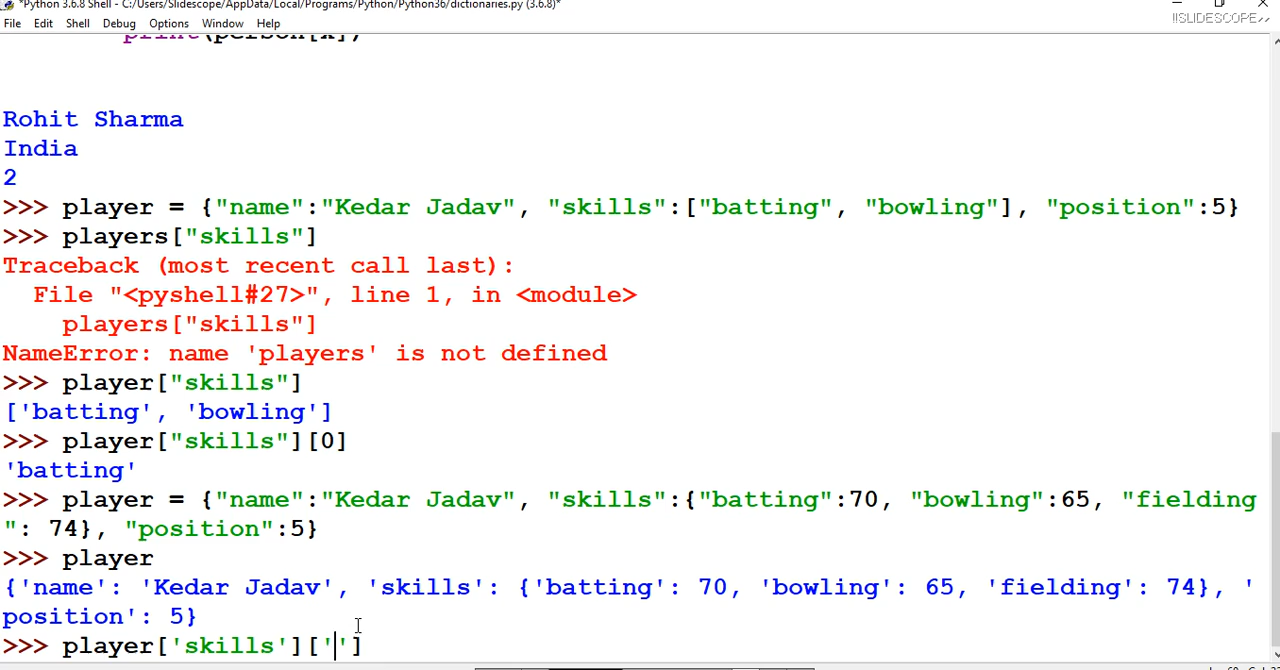 *Python 3.6.8 Shell - C:/Users/Slidescope/AppData/Local/Programs/Python/Python36/dictionaries.py (3.6.8)*
File Edit Shell Debug Options Window Help
!!SLIDESCOPE
print(person[x])
Rohit Sharma
India
2
>>> player = {"name":"Kedar Jadav", "skills":["batting", "bowling"], "position":5}
>>> players["skills"]
Traceback (most recent call last):
  File "<pyshell#27>", line 1, in <module>
    players["skills"]
NameError: name 'players' is not defined
>>> player["skills"]
['batting', 'bowling']
>>> player["skills"][0]
'batting'
>>> player = {"name":"Kedar Jadav", "skills":{"batting":70, "bowling":65, "fielding
": 74}, "position":5}
>>> player
{'name': 'Kedar Jadav', 'skills': {'batting': 70, 'bowling': 65, 'fielding': 74}, '
position': 5}
>>> player['skills']['']